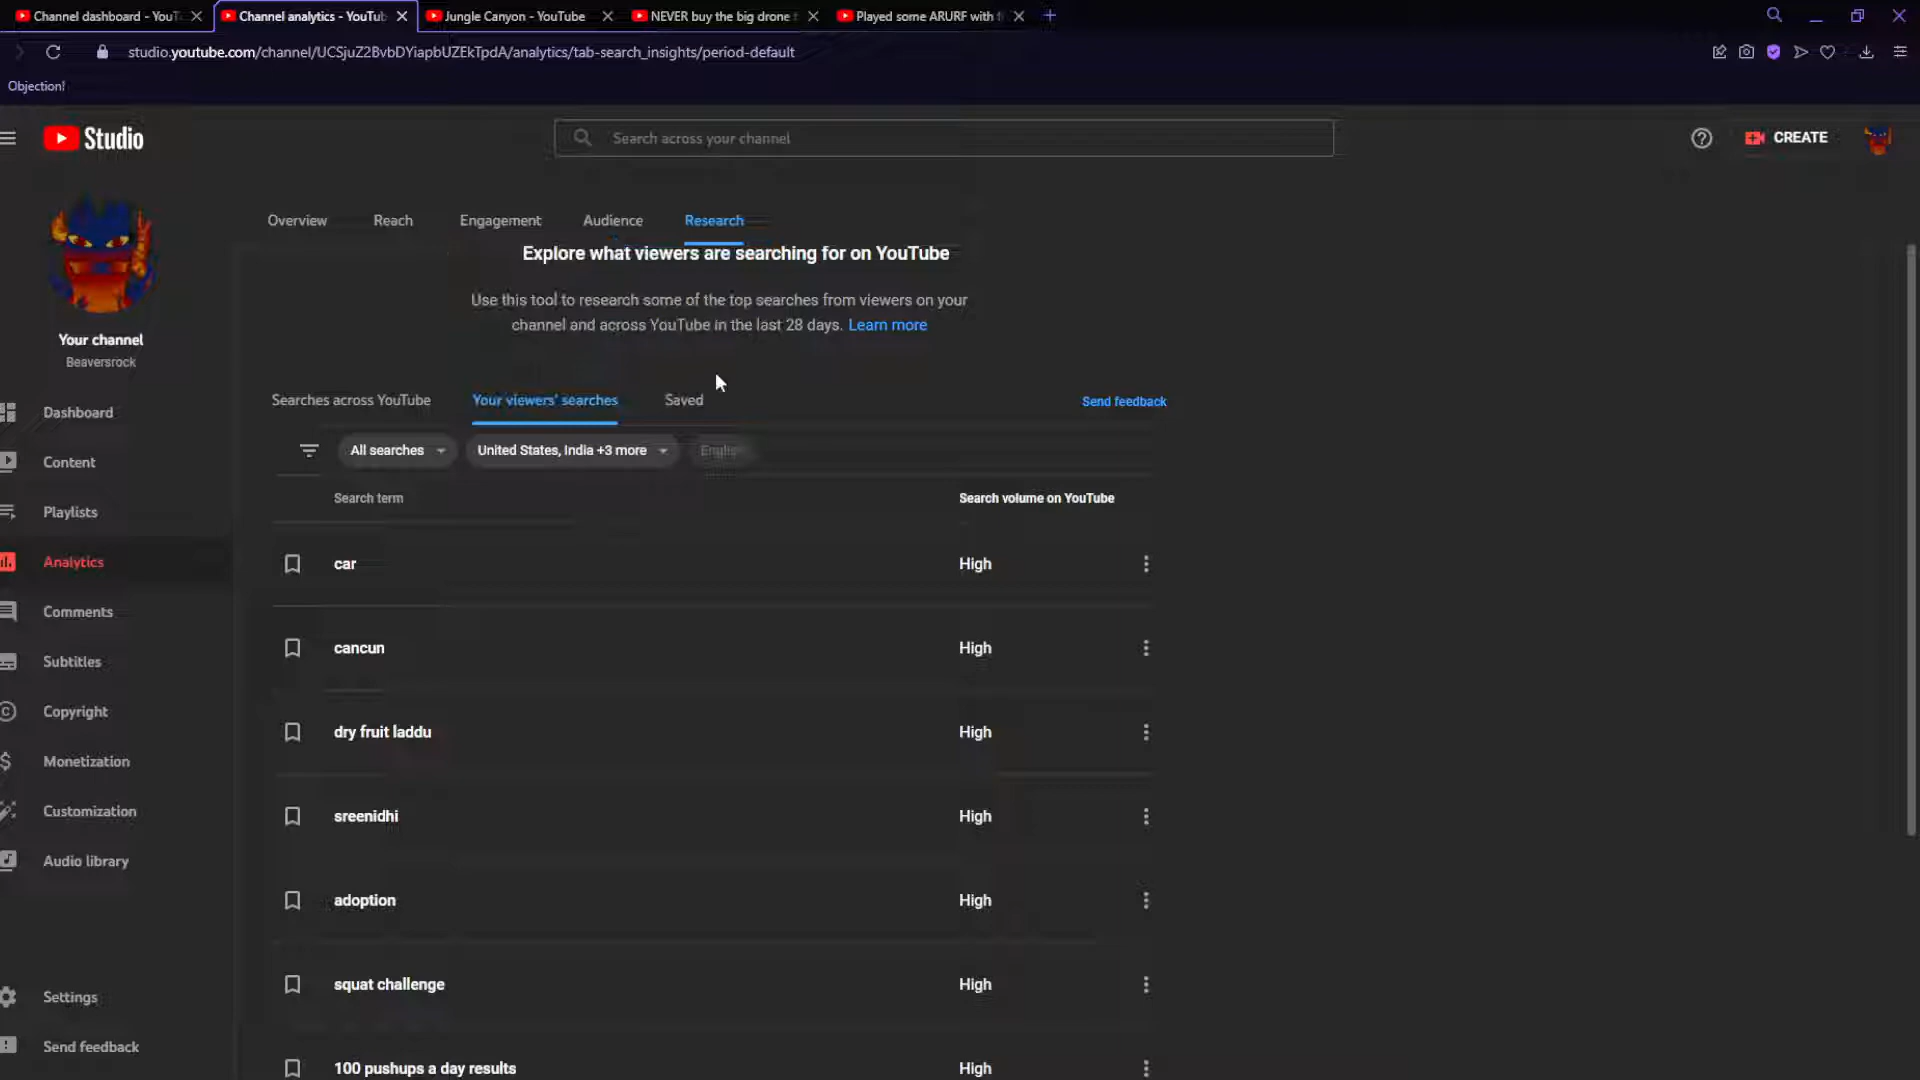 Channel dashboard - YouT
Channel analytics - YouTub
Jungle Canyon - YouTube
NEVER buy the big drone
Played some ARURF with
studio.youtube.com/channel/UCSjuZ2BvbDYiapbUZEkTpdA/analytics/tab-search_insights/period-default
Objection!
Studio
Search across your channel
CREATE
Overview
Reach
Engagement
Audience
Research
Explore what viewers are searching for on YouTube
Use this tool to research some of the top searches from viewers on your
channel and across YouTube in the last 28 days. Learn more
Your channel
Beaversrock
Dashboard
Content
Playlists
Analytics
Comments
Subtitles
Copyright
Monetization
Customization
Audio library
Settings
Send feedback
Searches across YouTube
Your viewers' searches
Saved
Send feedback
All searches
United States, India +3 more
English
Search term
Search volume on YouTube
car
High
cancun
High
dry fruit laddu
High
sreenidhi
High
adoption
High
squat challenge
High
100 pushups a day results
High